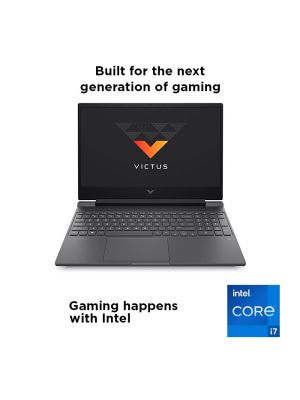 Built for the next
generation of gaming
VICTUS
Gaming happens
with Intel
intel
CORE
i7